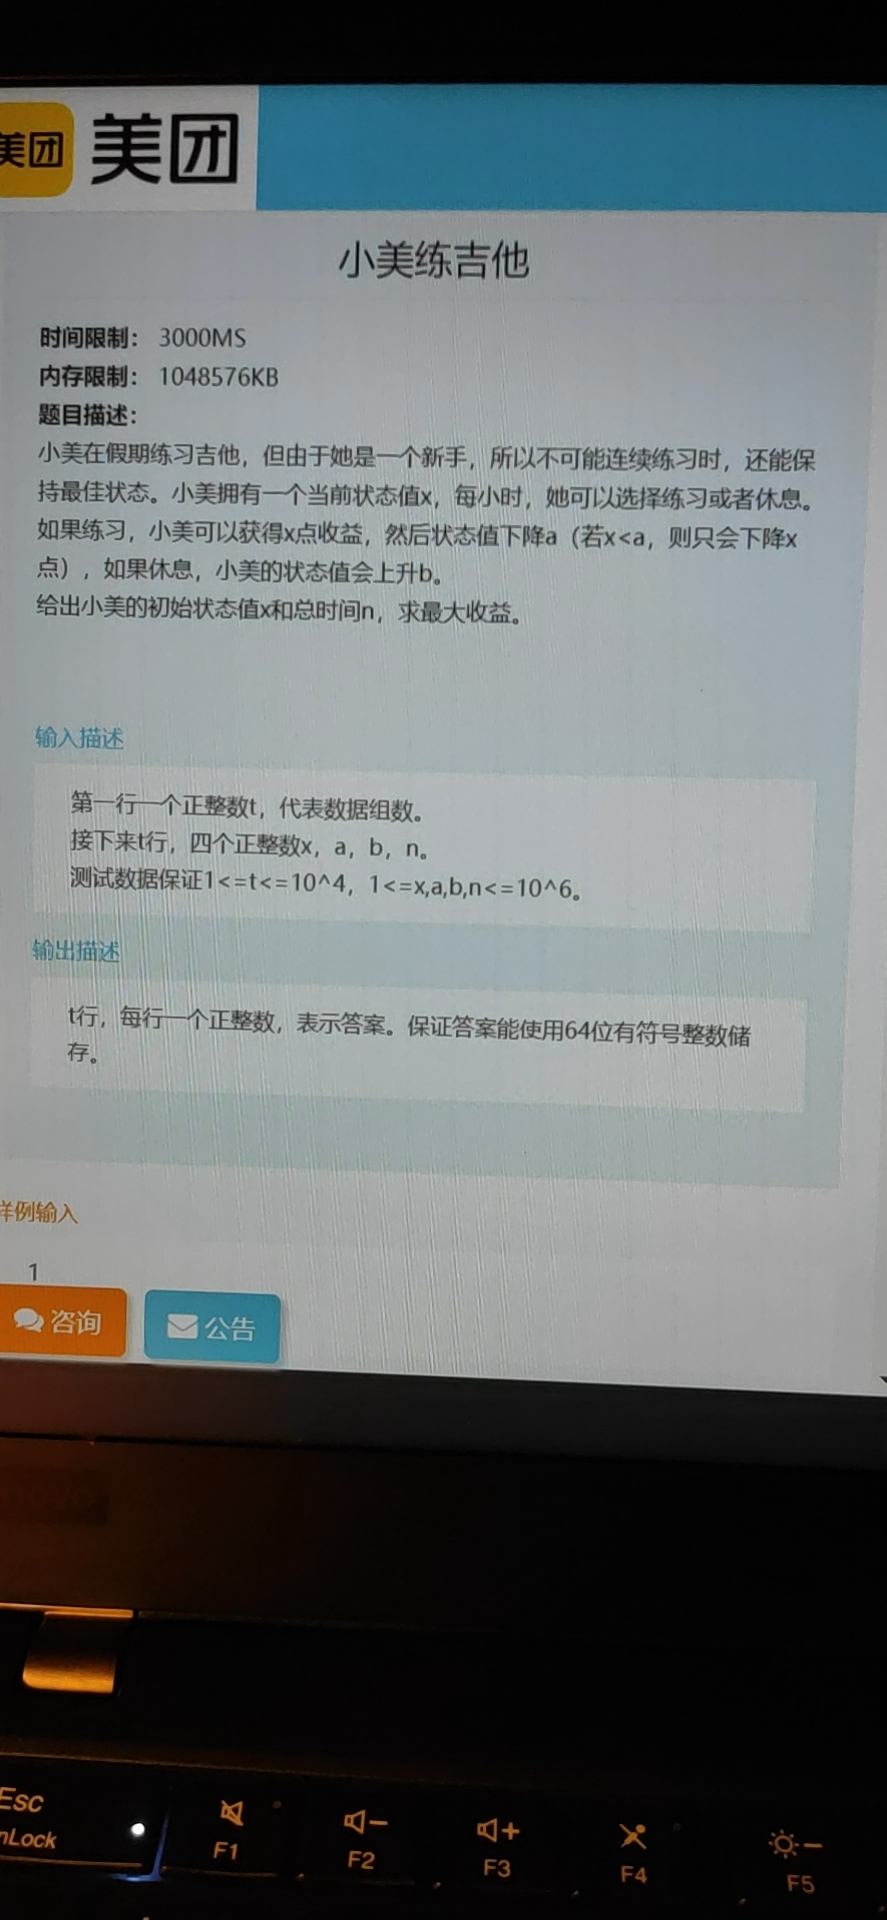 美团 美团
小美练吉他
时间限制： 3000MS
内存限制： 1048576KB
题目描述：
小美在假期练习吉他，但由于她是一个新手，所以不可能连续练习时，还能保
持最佳状态。小美拥有一个当前状态值x，每小时，她可以选择练习或者休息。
如果练习，小美可以获得x点收益，然后状态值下降a（若x<a，则只会下降x
点），如果休息，小美的状态值会上升b。
给出小美的初始状态值x和总时间n，求最大收益。
输入描述
第一行一个正整数t，代表数据组数。
接下来t行，四个正整数x，a，b，n。
测试数据保证1<=t<=10^4，1<=x,a,b,n<=10^6。
输出描述
t行，每行一个正整数，表示答案。保证答案能使用64位有符号整数储
存。
样例输入
1
咨询 公告
Esc
nLock
F1 F2 F3 F4 F5